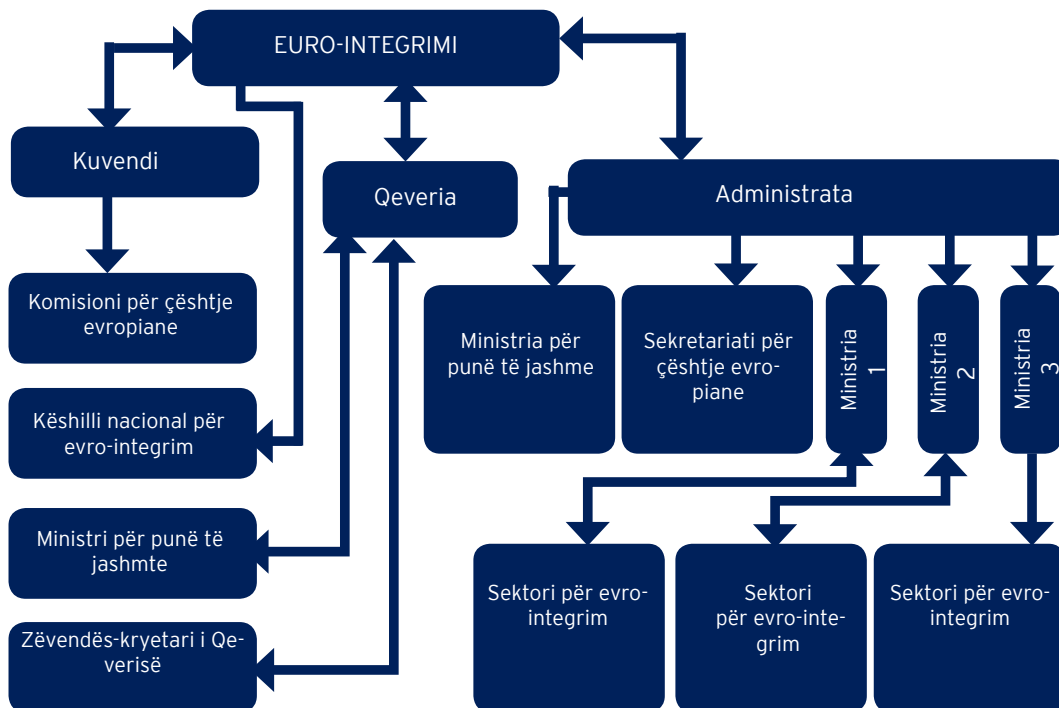 EURO-INTEGRIMI
Kuvendi
Qeveria
Administrata
Komisioni për çështje
evropiane
Ministria për
punë të jashme
Sekretariati për
çështje evro-
piane
Ministria
1
Ministria
2
Ministria
3
Këshilli nacional për
evro-integrim
Ministri për punë të
jashmte
Zëvendës-kryetari i Qe-
verisë
Sektori për evro-
integrim
Sektori
për evro-inte-
grim
Sektori për evro-
integrim